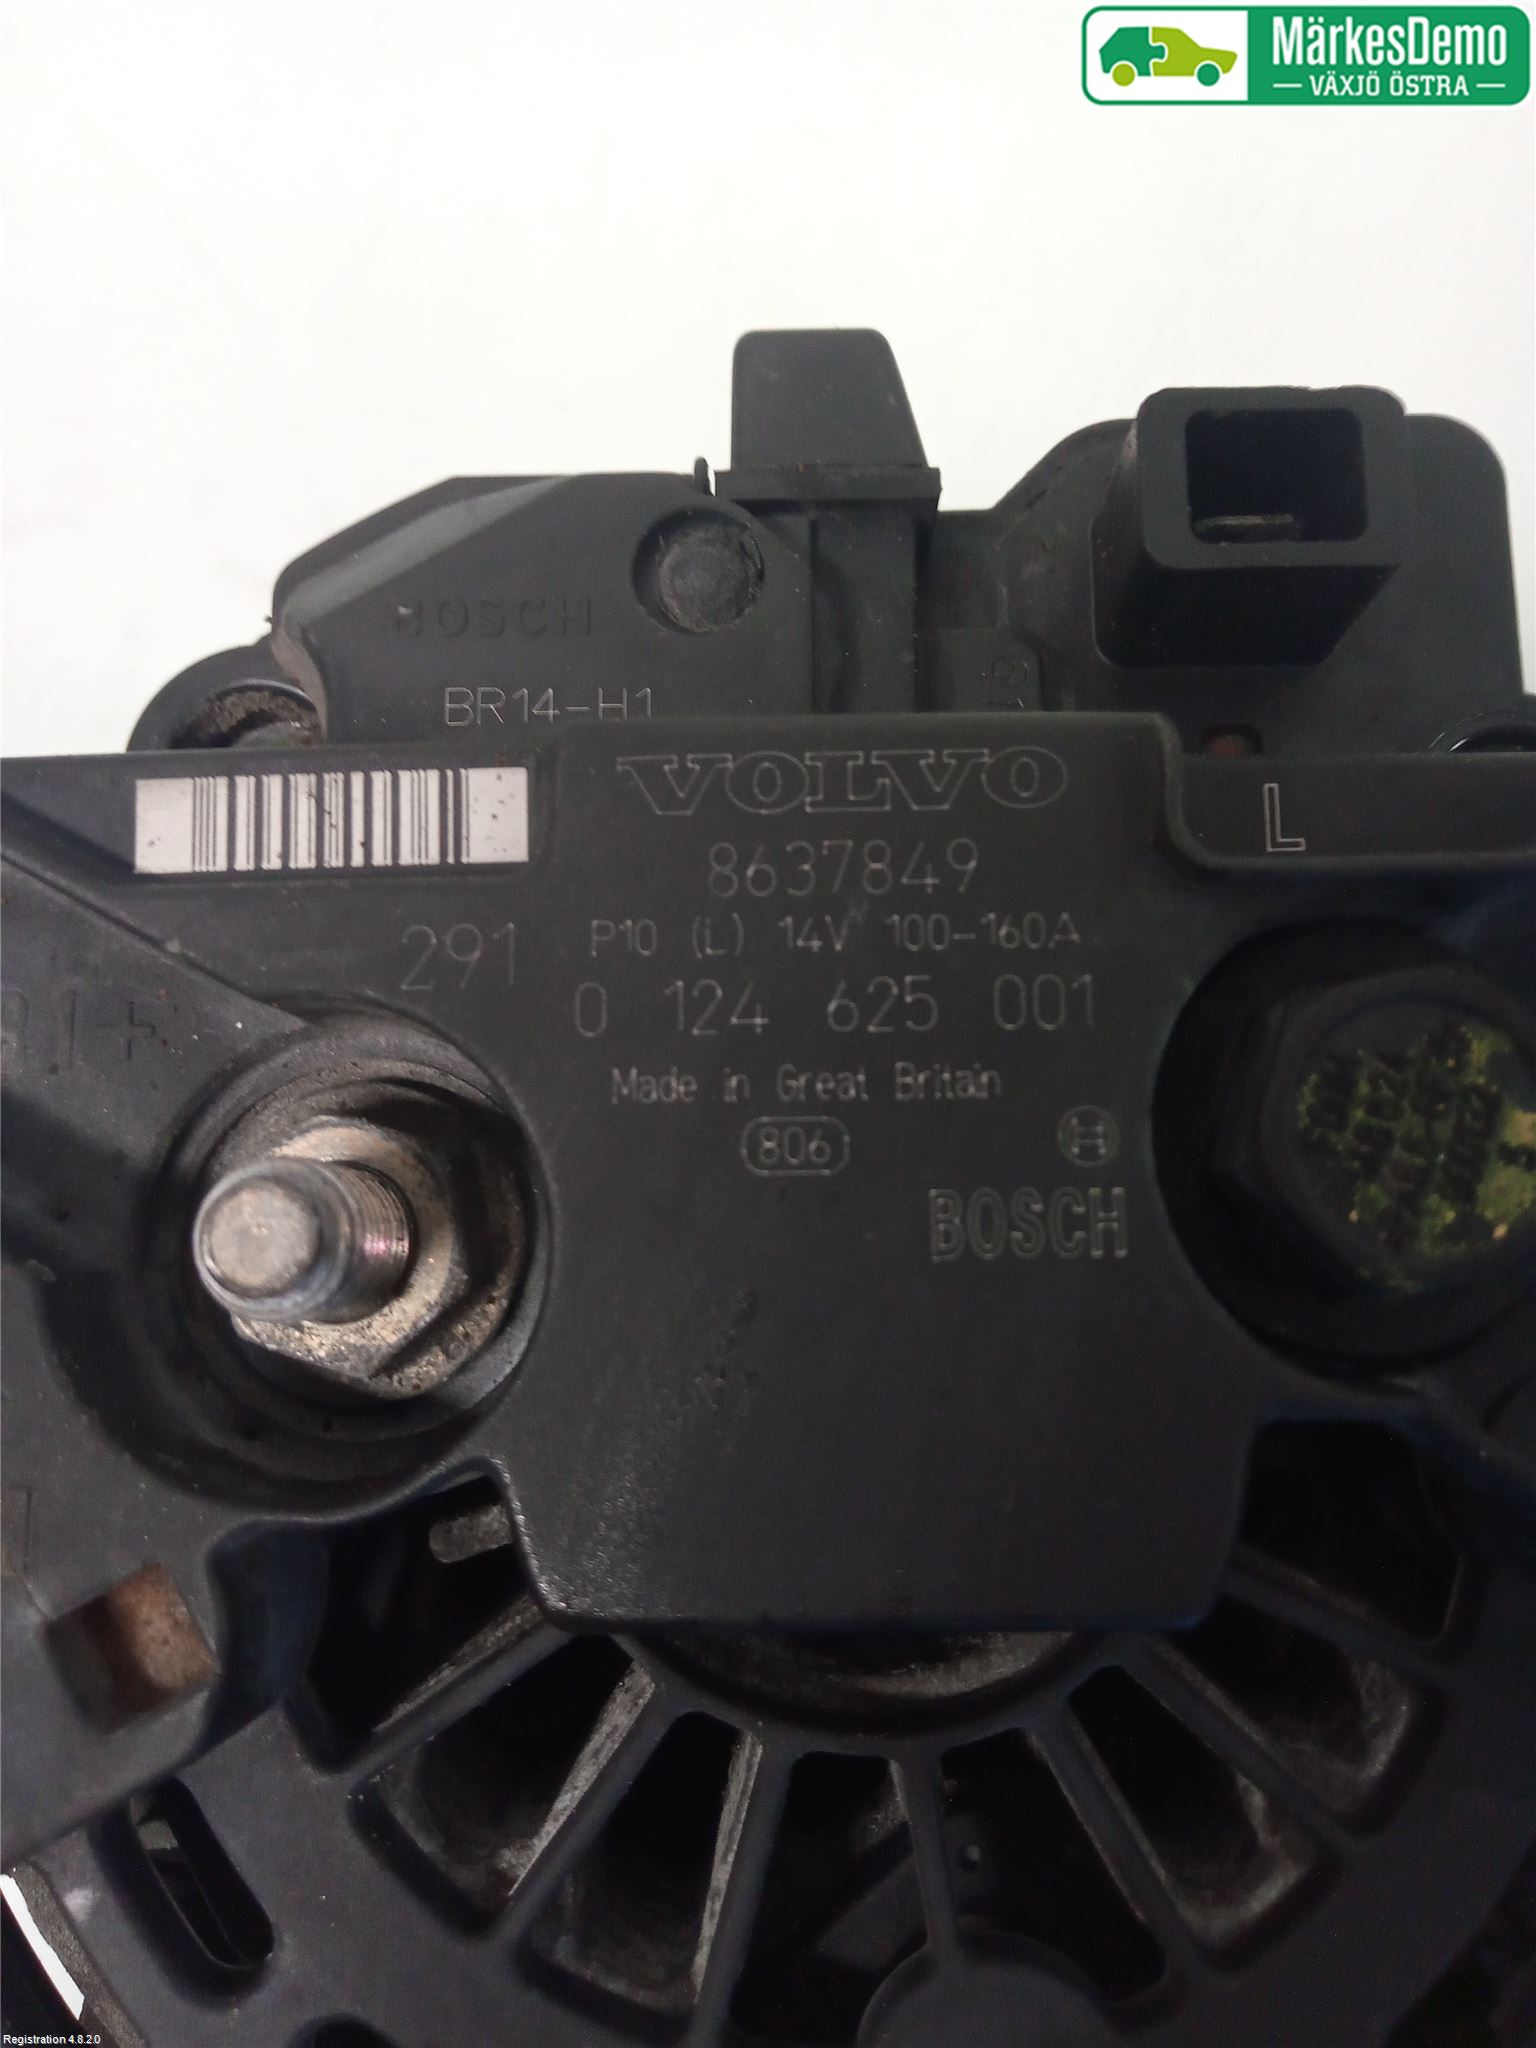 MärkesDemo
VÄXJÖ ÖSTRA
BOSCH
BR14-H1
VOLVO
L
8637849
291
P10 (L) 14V 100-160A
0 124 625 001
Made in Great Britain
806
BOSCH
Registration 4.8.2.0